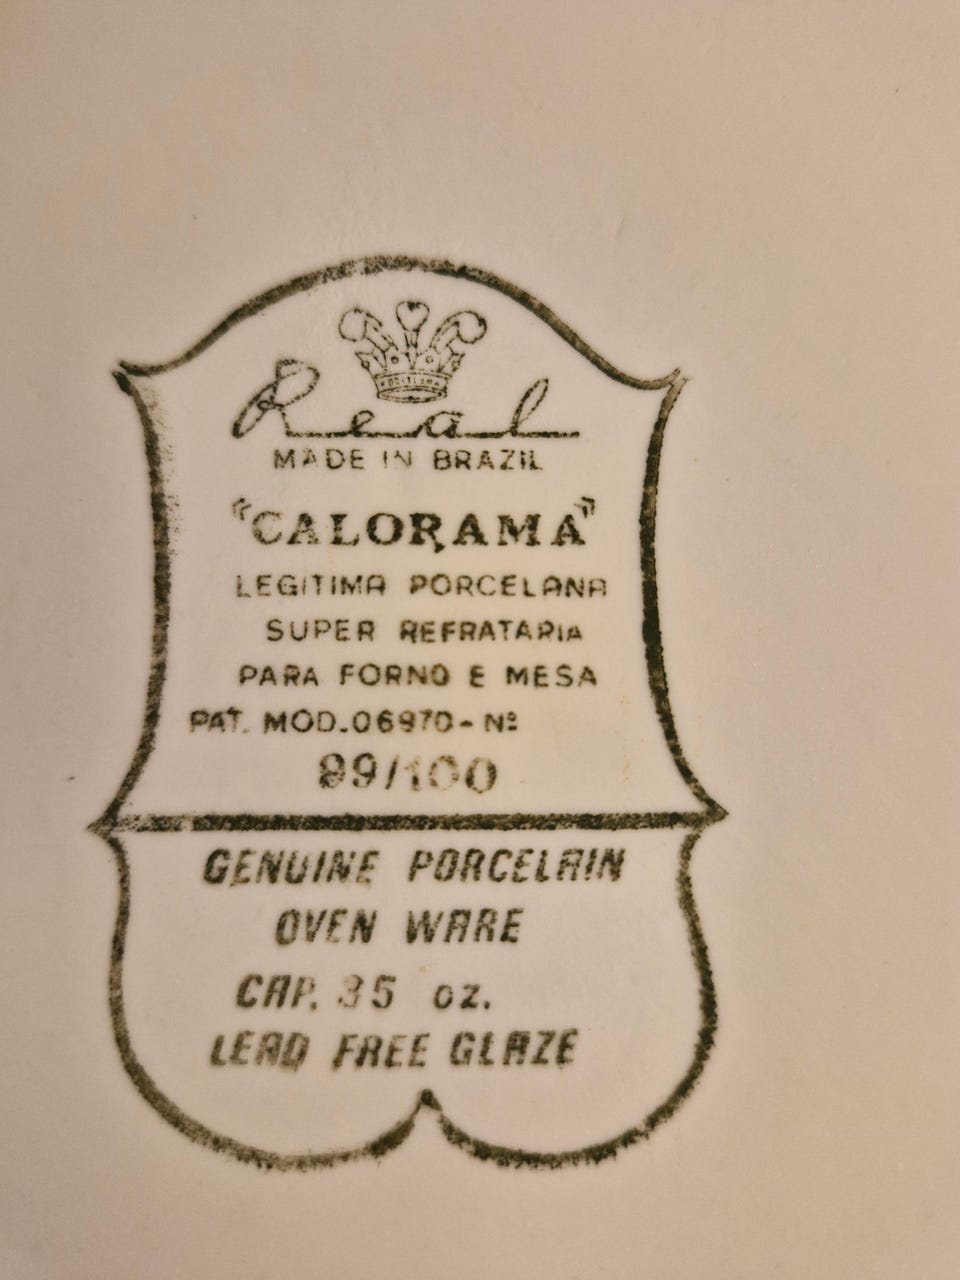 Real
MADE IN BRAZIL
"CALORAMA"
LEGITIMA PORCELANA
SUPER REFRATARIA
PARA FORNO E MESA
PAT. MOD.06970- Nº
99/100
GENUINE PORCELAIN
OVEN WARE
CAP. 35 oz.
LEAD FREE GLAZE